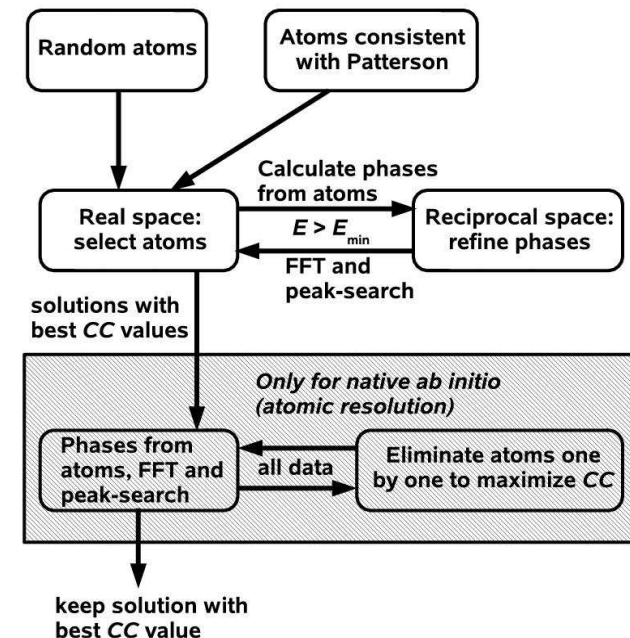 Random atoms
Atoms consistent
with Patterson
Calculate phases
from atoms
Real space:
select atoms
E > Emin
Reciprocal space:
refine phases
FFT and
peak-search
solutions with
best CC values
Only for native ab initio
(atomic resolution)
Phases from
atoms, FFT and
peak-search
all data
Eliminate atoms one
by one to maximize CC
keep solution with
best CC value